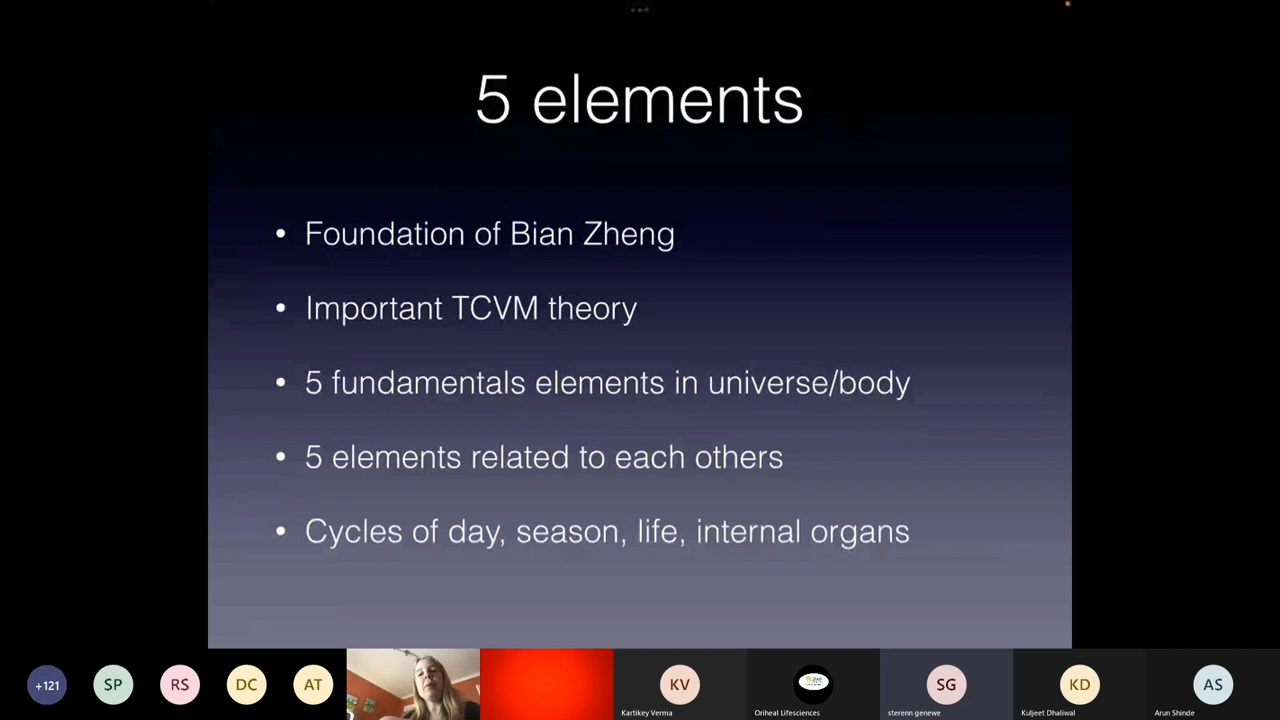 5 elements
• Foundation of Bian Zheng
• Important TCVM theory
• 5 fundamentals elements in universe/body
• 5 elements related to each others
• Cycles of day, season, life, internal organs
+121
SP
RS
DC
AT
KV
SG
KD
AS
Kartikey Verma
Oriheal Lifesciences
sterenn genewe
Kuljeet Dhaliwal
Arun Shinde